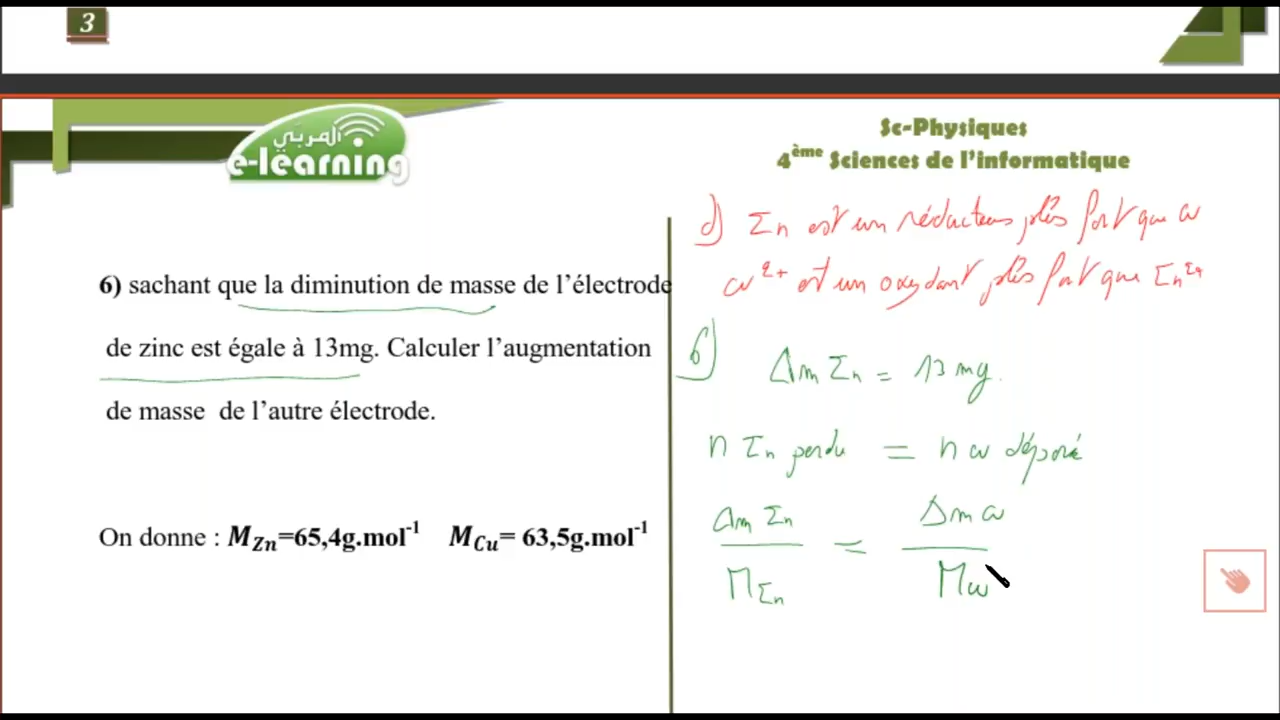 3
المربّي
e-learning
Sc-Physiques
4ème Sciences de l'informatique
6) sachant que la diminution de masse de l'électrode
de zinc est égale à 13mg. Calculer l'augmentation
de masse de l'autre électrode.
On donne : M_Zn=65,4g.mol⁻¹ M_Cu= 63,5g.mol⁻¹
d) Zn est un réducteur plus fort que Cu
Cu²⁺ est un oxydant plus fort que Zn²⁺
6) Δm Zn = 13 mg.
n Zn perdu = n Cu déposé
Δm Zn / M Zn = Δm Cu / M Cu